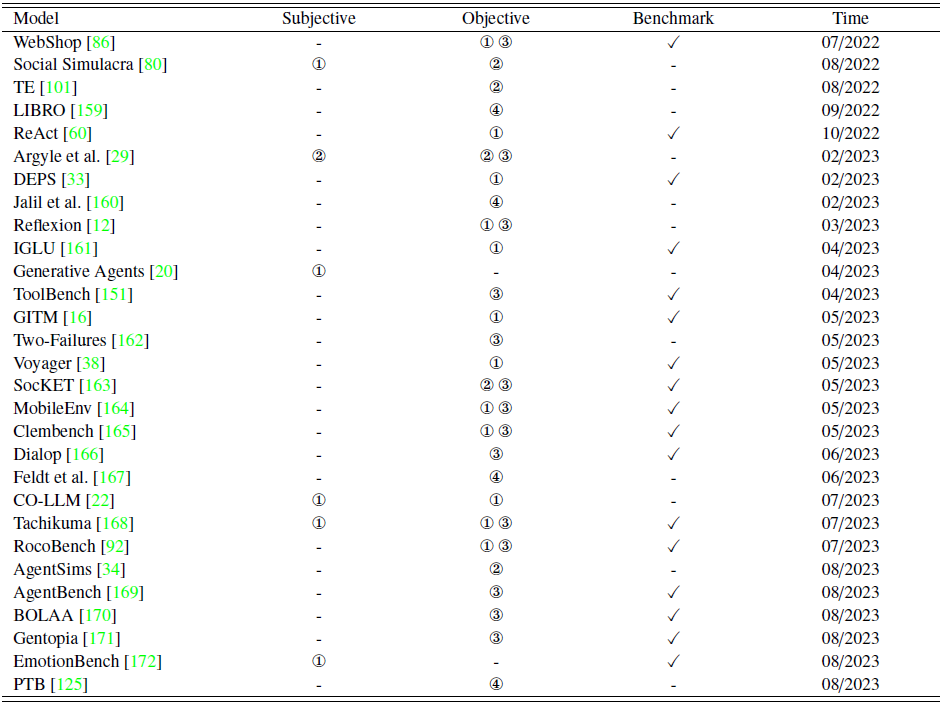 Model Subjective Objective Benchmark Time
WebShop [86] - ① ③ ✓ 07/2022
Social Simulacra [80] ① ② - 08/2022
TE [101] - ② - 08/2022
LIBRO [159] - ④ - 09/2022
ReAct [60] - ① ✓ 10/2022
Argyle et al. [29] ② ② ③ - 02/2023
DEPS [33] - ① ✓ 02/2023
Jalil et al. [160] - ④ - 02/2023
Reflexion [12] - ① ③ - 03/2023
IGLU [161] - ① ✓ 04/2023
Generative Agents [20] ① - - 04/2023
ToolBench [151] - ③ ✓ 04/2023
GITM [16] - ① ✓ 05/2023
Two-Failures [162] - ③ - 05/2023
Voyager [38] - ① ✓ 05/2023
SocKET [163] - ② ③ ✓ 05/2023
MobileEnv [164] - ① ③ ✓ 05/2023
Clembench [165] - ① ③ ✓ 05/2023
Dialop [166] - ③ ✓ 06/2023
Feldt et al. [167] - ④ - 06/2023
CO-LLM [22] ① ① - 07/2023
Tachikuma [168] ① ① ③ ✓ 07/2023
RocoBench [92] - ① ③ ✓ 07/2023
AgentSims [34] - ② - 08/2023
AgentBench [169] - ③ ✓ 08/2023
BOLAA [170] - ③ ✓ 08/2023
Gentopia [171] - ③ ✓ 08/2023
EmotionBench [172] ① - ✓ 08/2023
PTB [125] - ④ - 08/2023